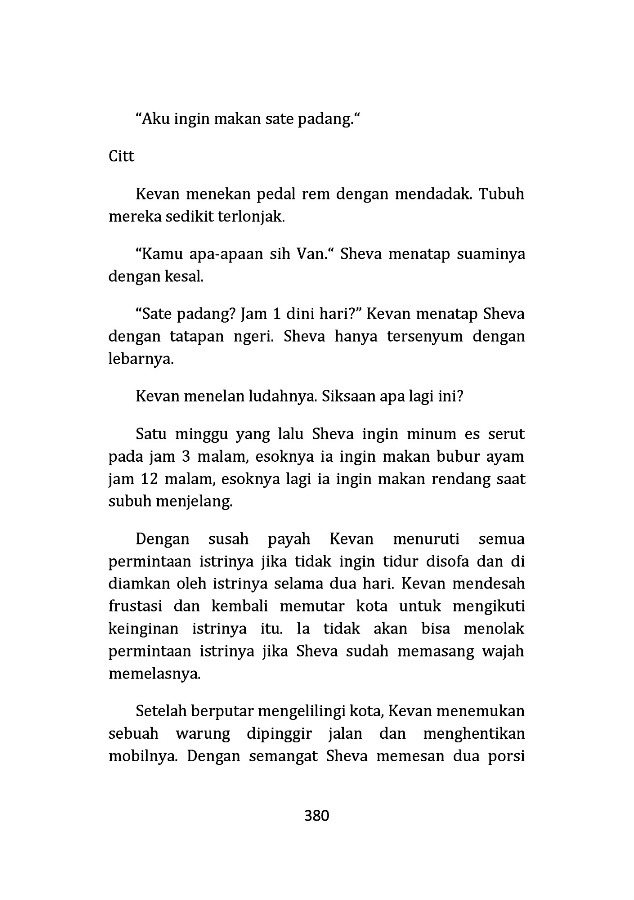 “Aku ingin makan sate padang.“
Citt
Kevan menekan pedal rem dengan mendadak. Tubuh
mereka sedikit terlonjak.
“Kamu apa-apaan sih Van.“ Sheva menatap suaminya
dengan kesal.
“Sate padang? Jam 1 dini hari?” Kevan menatap Sheva
dengan tatapan ngeri. Sheva hanya tersenyum dengan
lebarnya.
Kevan menelan ludahnya. Siksaan apa lagi ini?
Satu minggu yang lalu Sheva ingin minum es serut
pada jam 3 malam, esoknya ia ingin makan bubur ayam
jam 12 malam, esoknya lagi ia ingin makan rendang saat
subuh menjelang.
Dengan susah payah Kevan menuruti semua
permintaan istrinya jika tidak ingin tidur disofa dan di
diamkan oleh istrinya selama dua hari. Kevan mendesah
frustasi dan kembali memutar kota untuk mengikuti
keinginan istrinya itu. Ia tidak akan bisa menolak
permintaan istrinya jika Sheva sudah memasang wajah
memelasnya.
Setelah berputar mengelilingi kota, Kevan menemukan
sebuah warung dipinggir jalan dan menghentikan
mobilnya. Dengan semangat Sheva memesan dua porsi
380